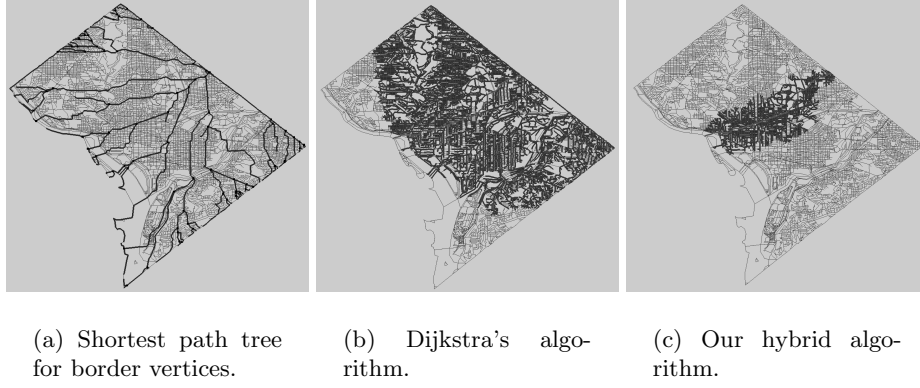 (a) Shortest path tree
for border vertices.
(b) Dijkstra's algo-
rithm.
(c) Our hybrid algo-
rithm.